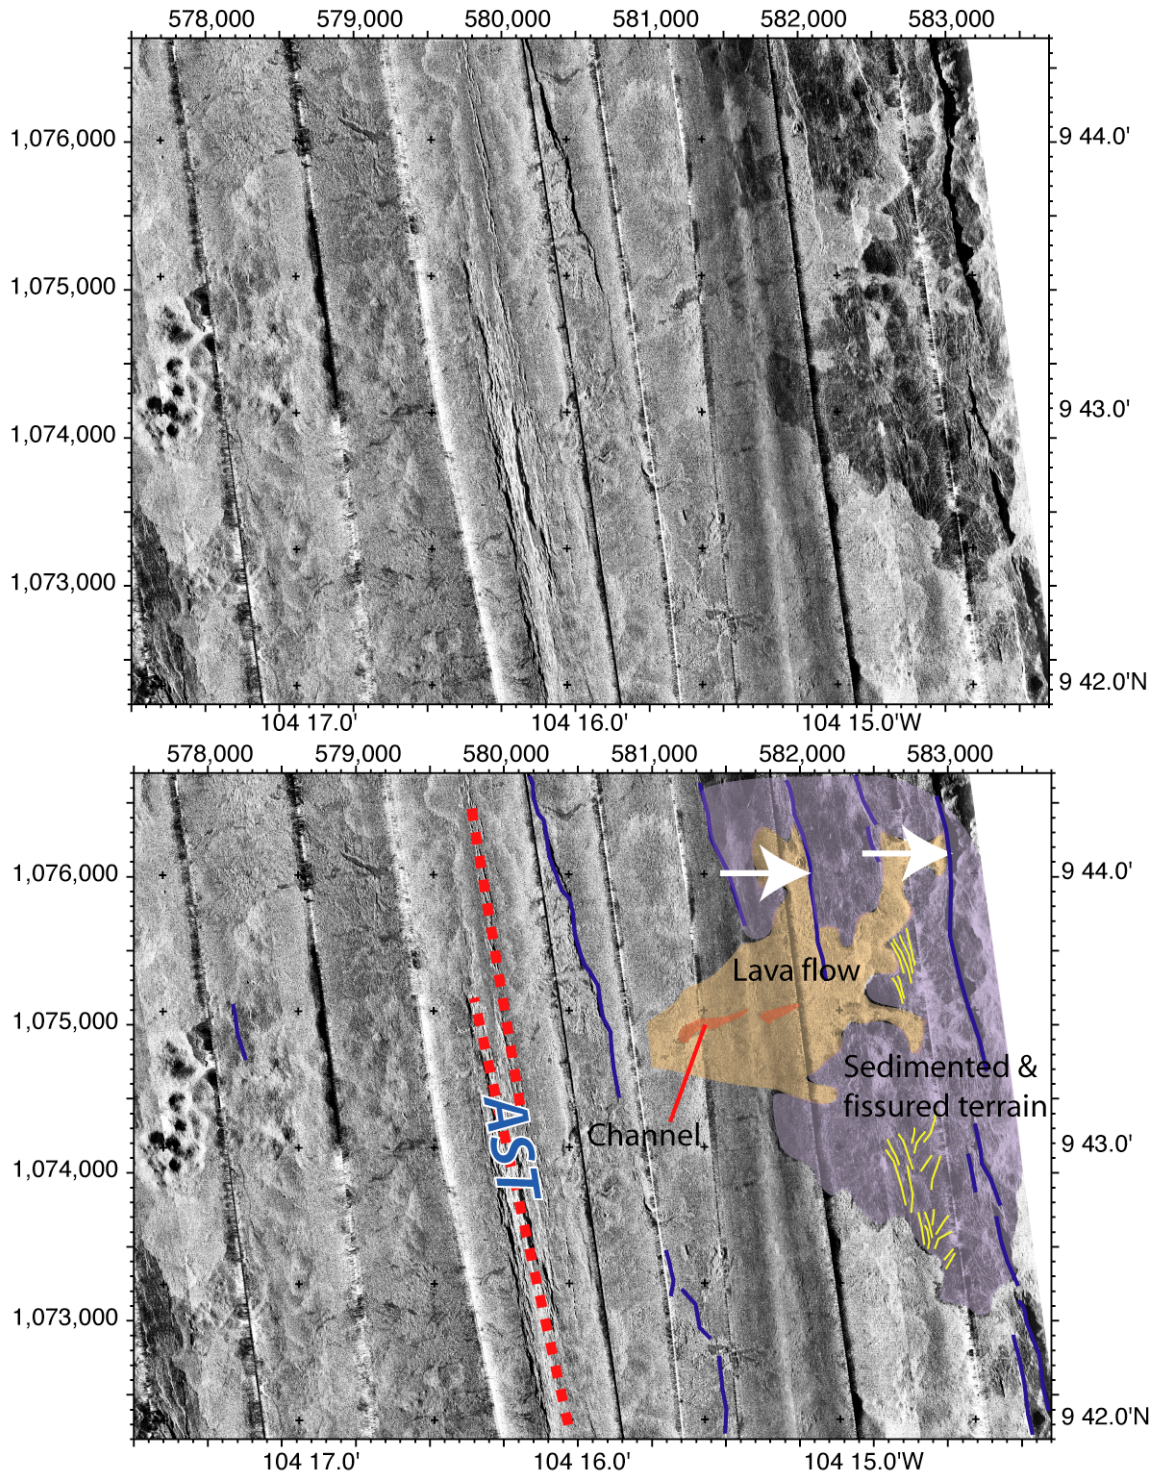 578,000 579,000 580,000 581,000 582,000 583,000
1,076,000 9 44.0'
1,075,000
1,074,000 9 43.0'
1,073,000
9 42.0'N
104 17.0' 104 16.0' 104 15.0'W
578,000 579,000 580,000 581,000 582,000 583,000
1,076,000 9 44.0'
Lava flow
1,075,000
Sedimented &
fissured terrain
AST
Channel
1,074,000 9 43.0'
1,073,000
9 42.0'N
104 17.0' 104 16.0' 104 15.0'W